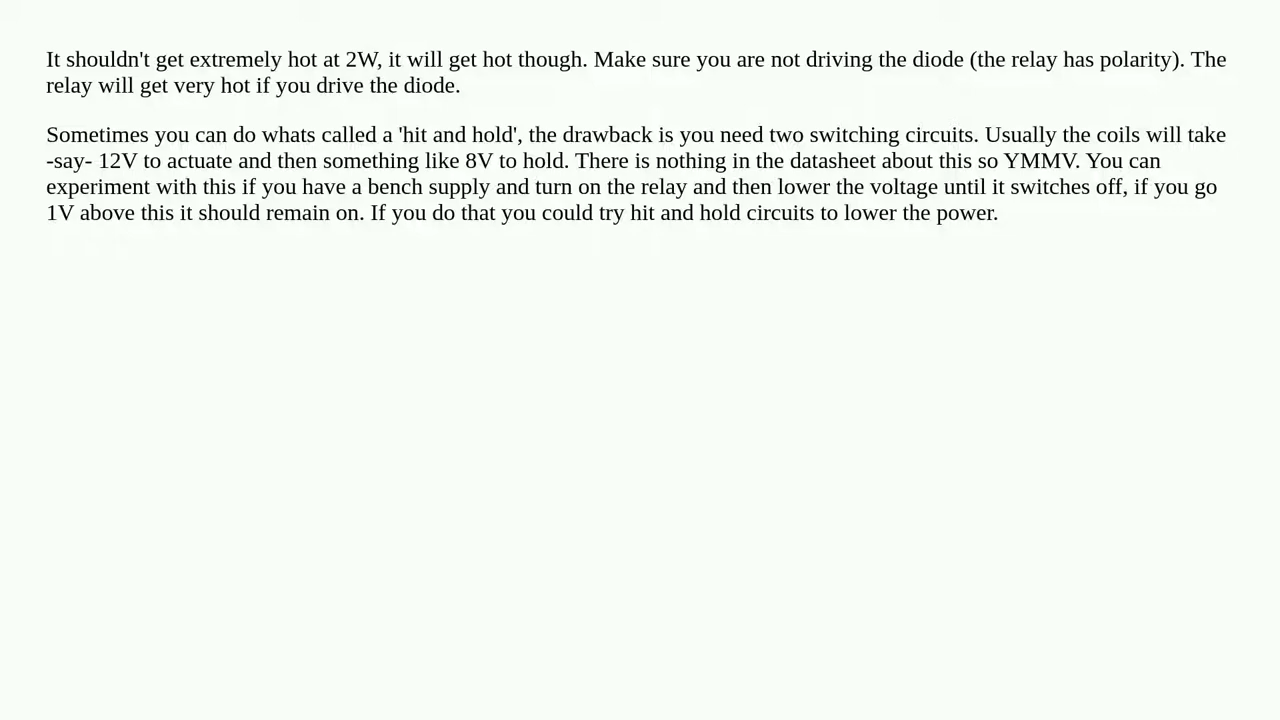 It shouldn't get extremely hot at 2W, it will get hot though. Make sure you are not driving the diode (the relay has polarity). The
relay will get very hot if you drive the diode.
Sometimes you can do whats called a 'hit and hold', the drawback is you need two switching circuits. Usually the coils will take
-say- 12V to actuate and then something like 8V to hold. There is nothing in the datasheet about this so YMMV. You can
experiment with this if you have a bench supply and turn on the relay and then lower the voltage until it switches off, if you go
1V above this it should remain on. If you do that you could try hit and hold circuits to lower the power.